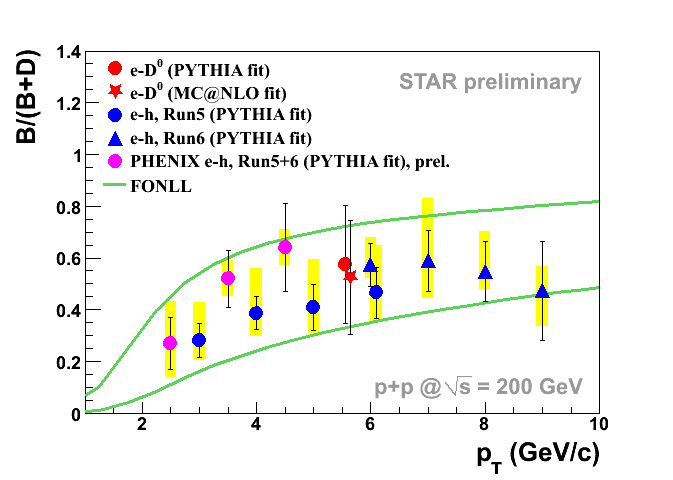 B/(B+D)
1.4
1.2
1
0.8
0.6
0.4
0.2
0
e-D⁰ (PYTHIA fit)
e-D⁰ (MC@NLO fit)
e-h, Run5 (PYTHIA fit)
e-h, Run6 (PYTHIA fit)
PHENIX e-h, Run5+6 (PYTHIA fit), prel.
FONLL
STAR preliminary
p+p @√s = 200 GeV
2
4
6
8
10
p_T (GeV/c)